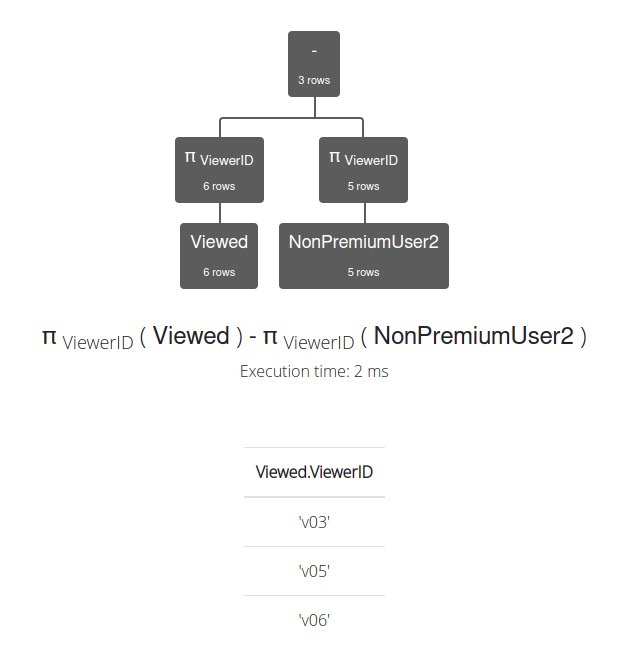 -
3 rows
π ViewerID
6 rows
π ViewerID
5 rows
Viewed
6 rows
NonPremiumUser2
5 rows
π ViewerID ( Viewed ) - π ViewerID ( NonPremiumUser2 )
Execution time: 2 ms
Viewed.ViewerID
'v03'
'v05'
'v06'